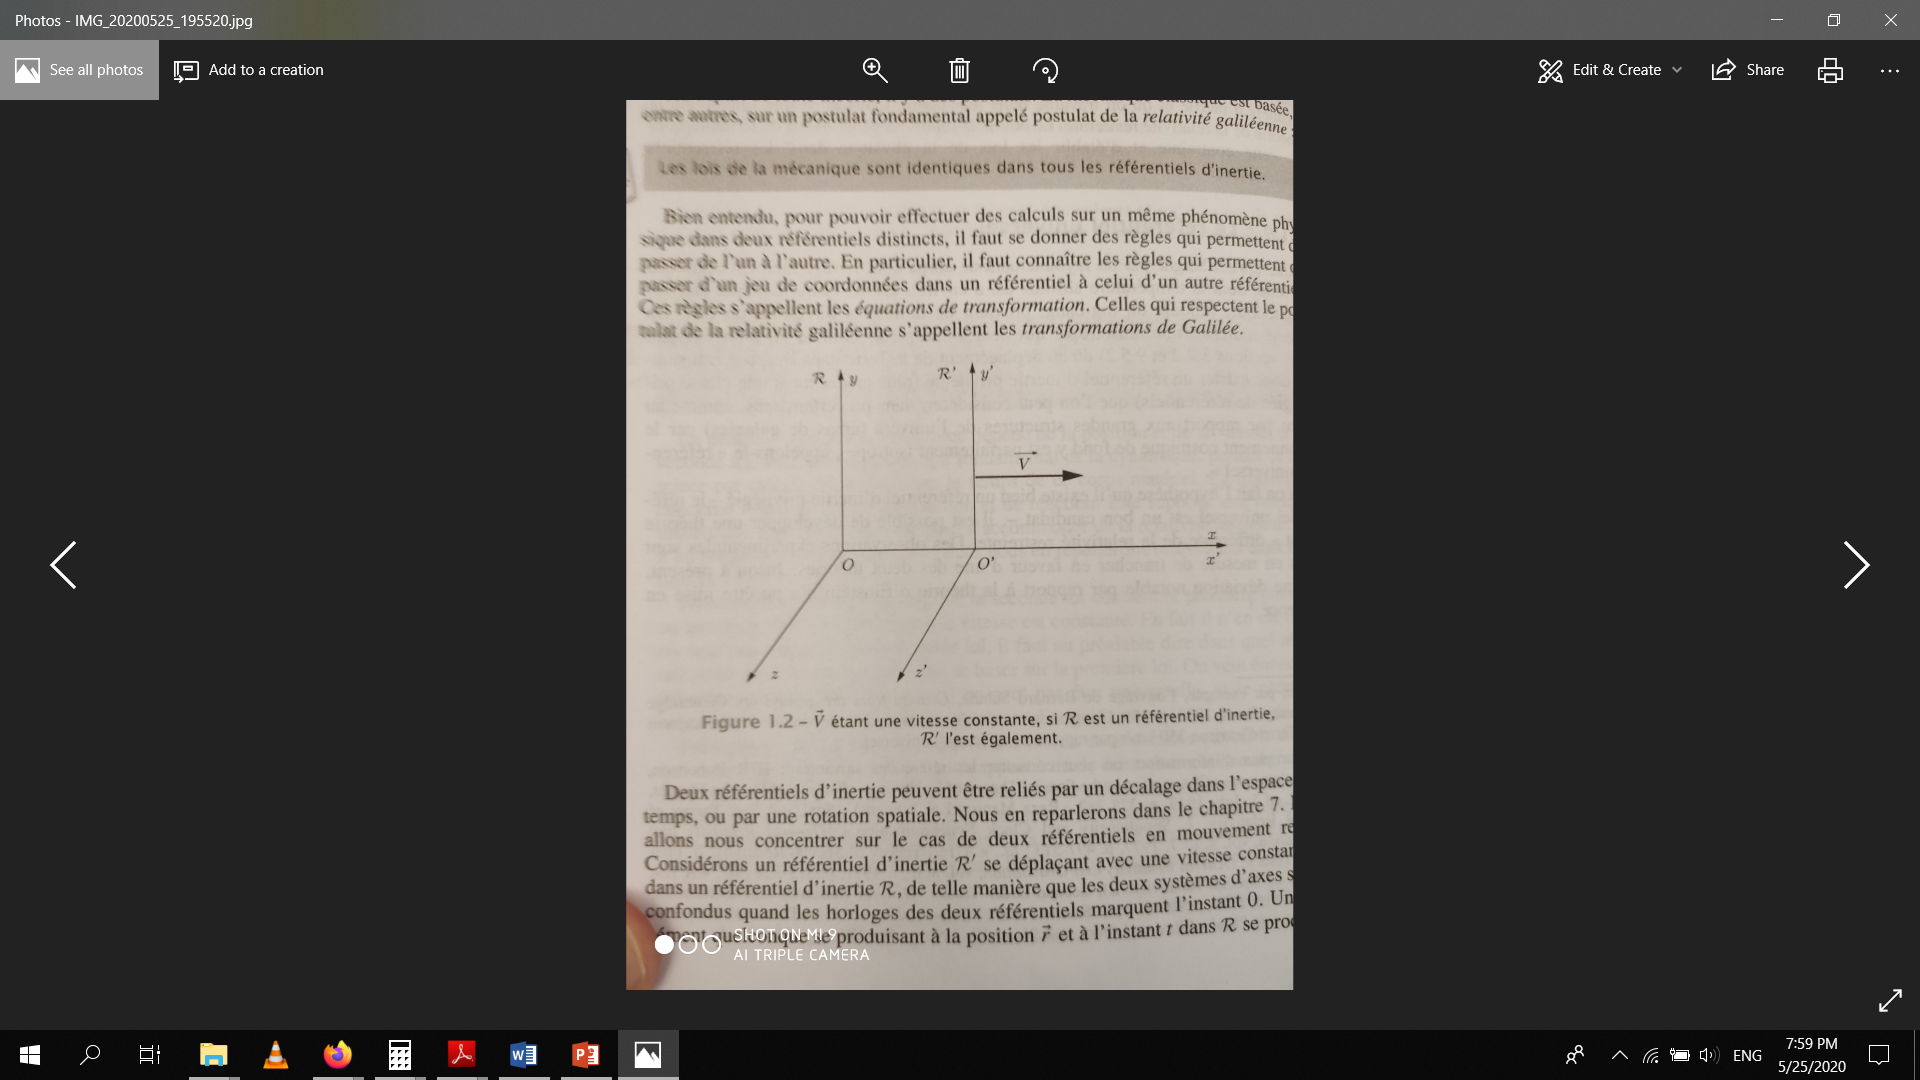 Photos - IMG_20200525_195520.jpg
See all photos
Add to a creation
Edit & Create
Share
est basée,
entre autres, sur un postulat fondamental appelé postulat de la relativité galiléenne :
Les lois de la mécanique sont identiques dans tous les référentiels d'inertie.
Bien entendu, pour pouvoir effectuer des calculs sur un même phénomène phy
sique dans deux référentiels distincts, il faut se donner des règles qui permettent
passer de l'un à l'autre. En particulier, il faut connaître les règles qui permettent
passer d'un jeu de coordonnées dans un référentiel à celui d'un autre référentie
Ces règles s'appellent les équations de transformation. Celles qui respectent le po
tulat de la relativité galiléenne s'appellent les transformations de Galilée.
R y R' y'
V
x
O O' x'
z z'
Figure 1.2 – V⃗ étant une vitesse constante, si R est un référentiel d'inertie,
R' l'est également.
Deux référentiels d'inertie peuvent être reliés par un décalage dans l'espace
temps, ou par une rotation spatiale. Nous en reparlerons dans le chapitre 7.
allons nous concentrer sur le cas de deux référentiels en mouvement re
Considérons un référentiel d'inertie R' se déplaçant avec une vitesse constan
dans un référentiel d'inertie R, de telle manière que les deux systèmes d'axes s
confondus quand les horloges des deux référentiels marquent l'instant 0. Un
quelconque se produisant à la position r⃗ et à l'instant t dans R se pro
SHOT ON MI 9
AI TRIPLE CAMERA
ENG
7:59 PM
5/25/2020